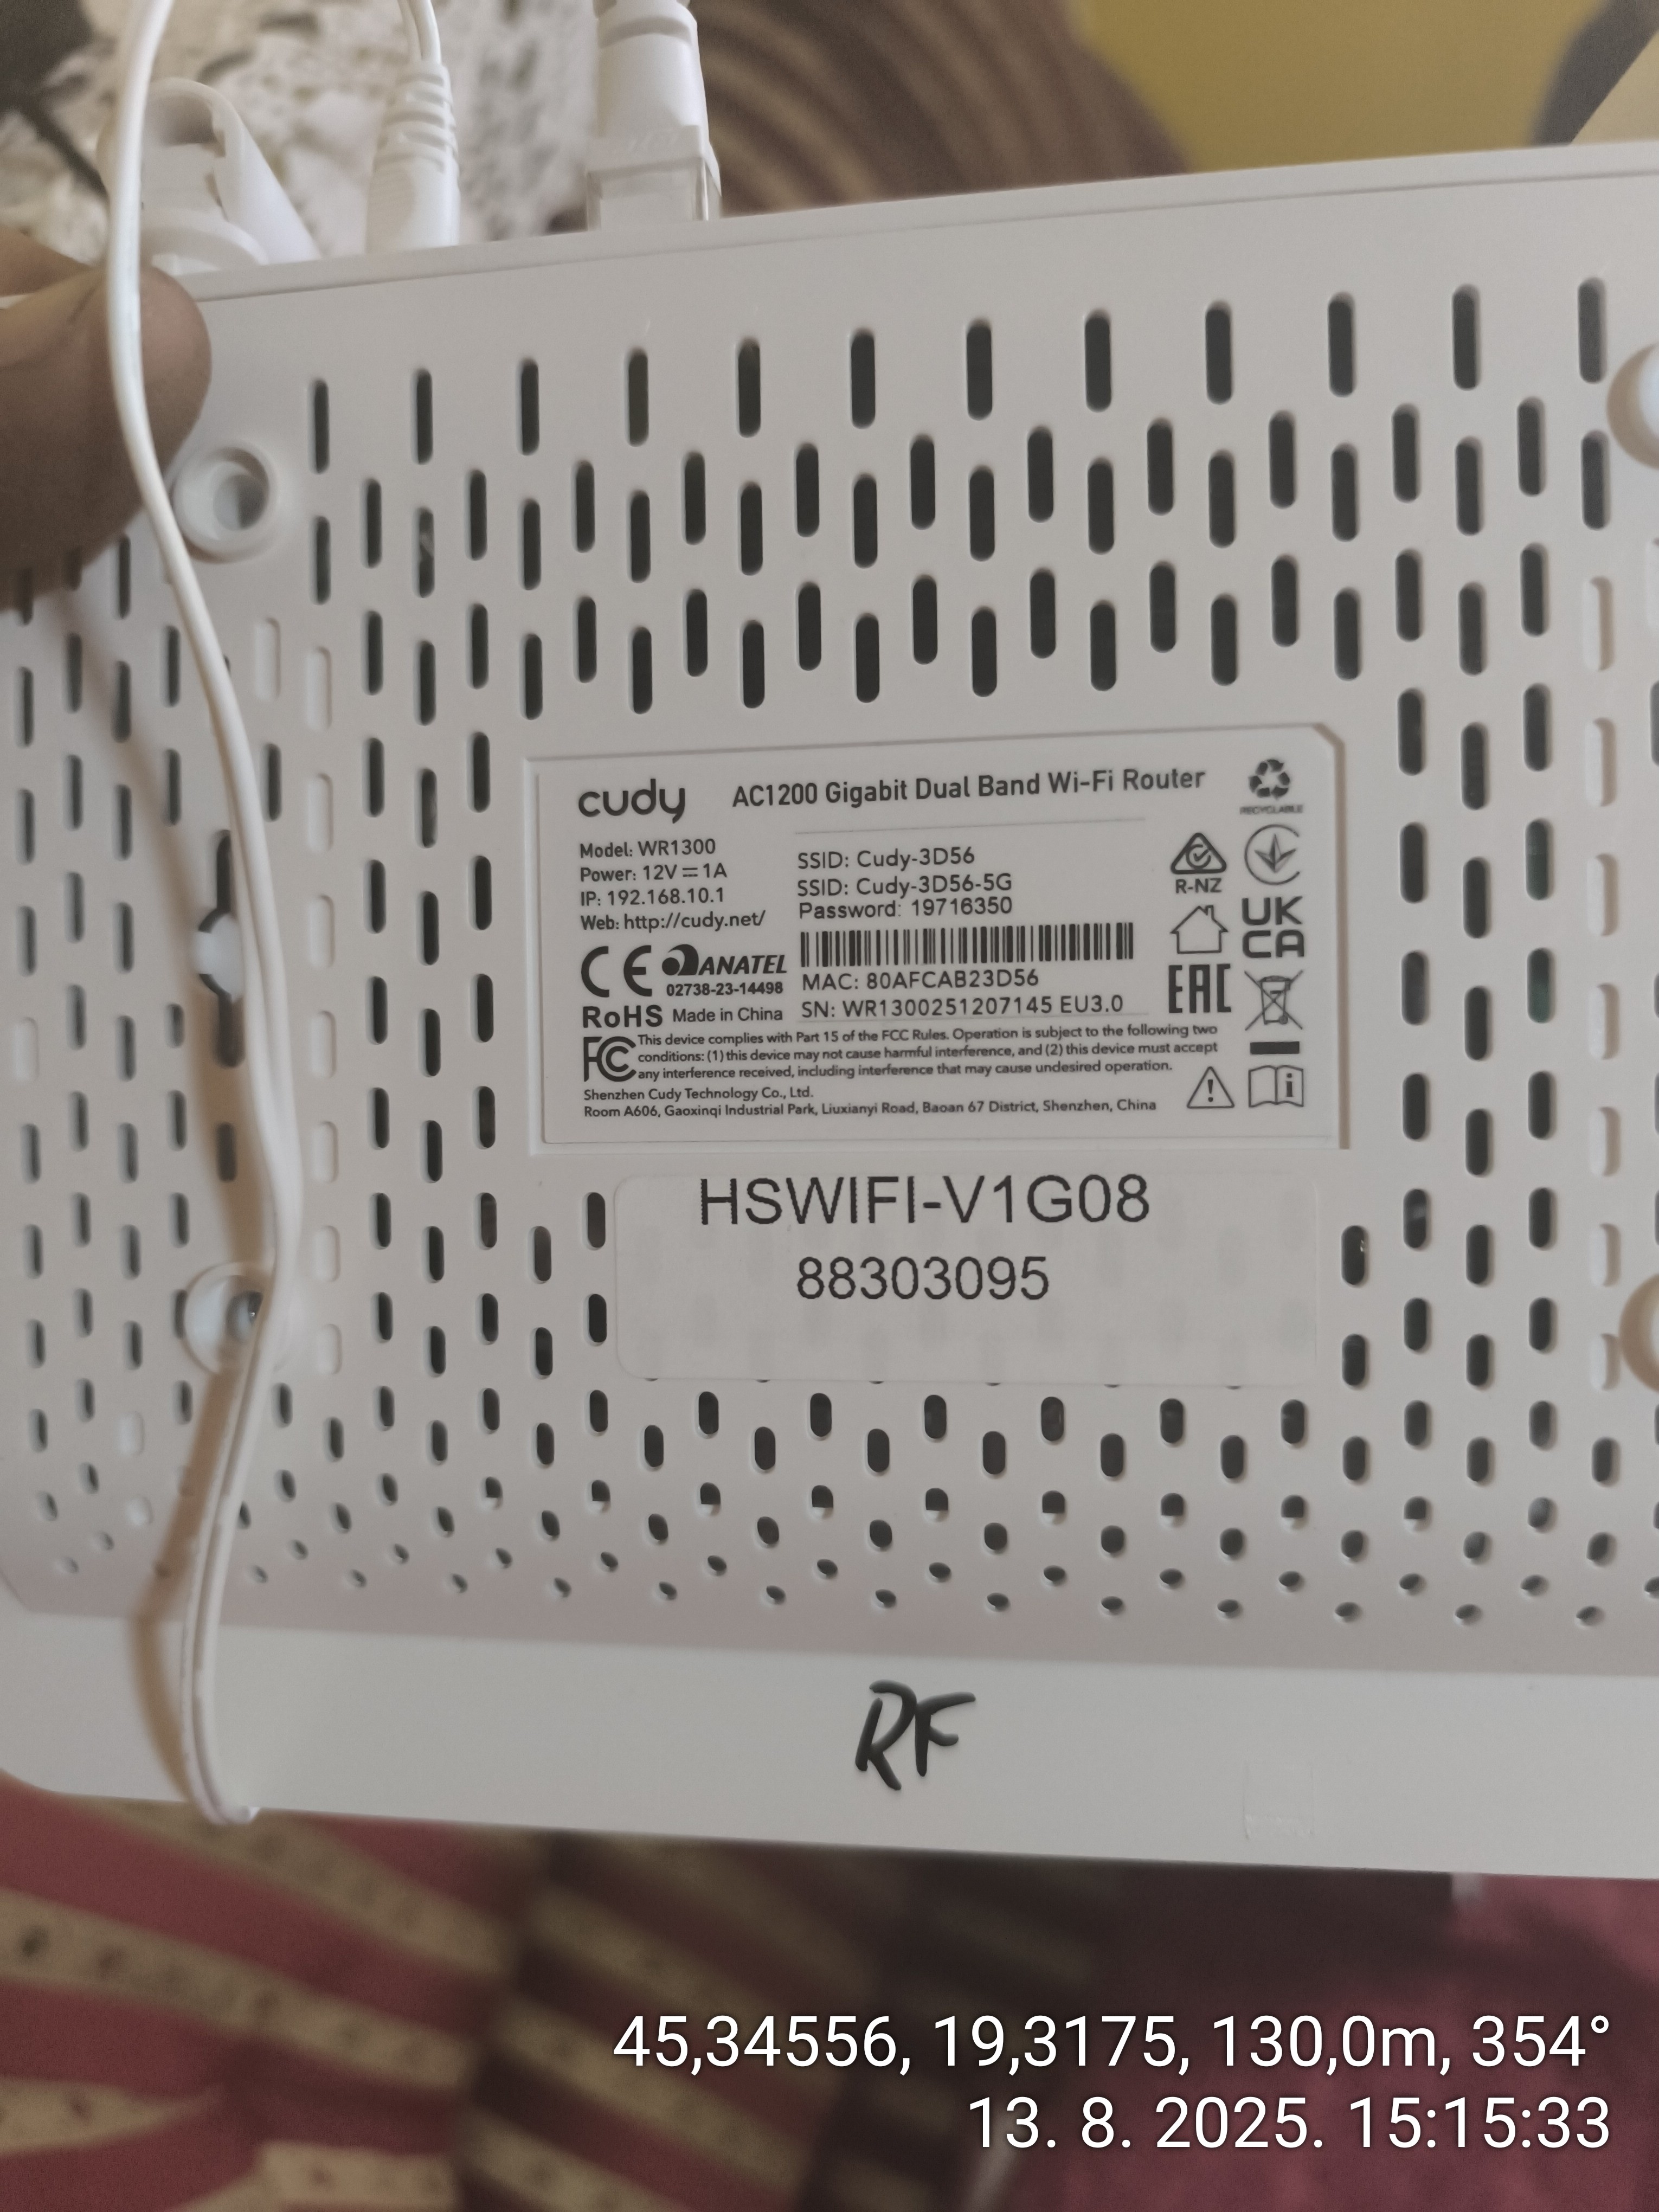 cudy AC1200 Gigabit Dual Band Wi-Fi Router
RECYCLABLE
Model: WR1300
Power: 12V⎓1A
IP: 192.168.10.1
Web: http://cudy.net/
SSID: Cudy-3D56
SSID: Cudy-3D56-5G
Password: 19716350
R-NZ
UK
CA
CE ANATEL
02738-23-14498
MAC: 80AFCAB23D56
EAC
RoHS Made in China
SN: WR1300251207145 EU3.0
FC This device complies with Part 15 of the FCC Rules. Operation is subject to the following two
conditions: (1) this device may not cause harmful interference, and (2) this device must accept
any interference received, including interference that may cause undesired operation.
Shenzhen Cudy Technology Co., Ltd.
Room A606, Gaoxinqi Industrial Park, Liuxianyi Road, Baoan 67 District, Shenzhen, China
HSWIFI-V1G08
88303095
RF
45,34556, 19,3175, 130,0m, 354°
13. 8. 2025. 15:15:33